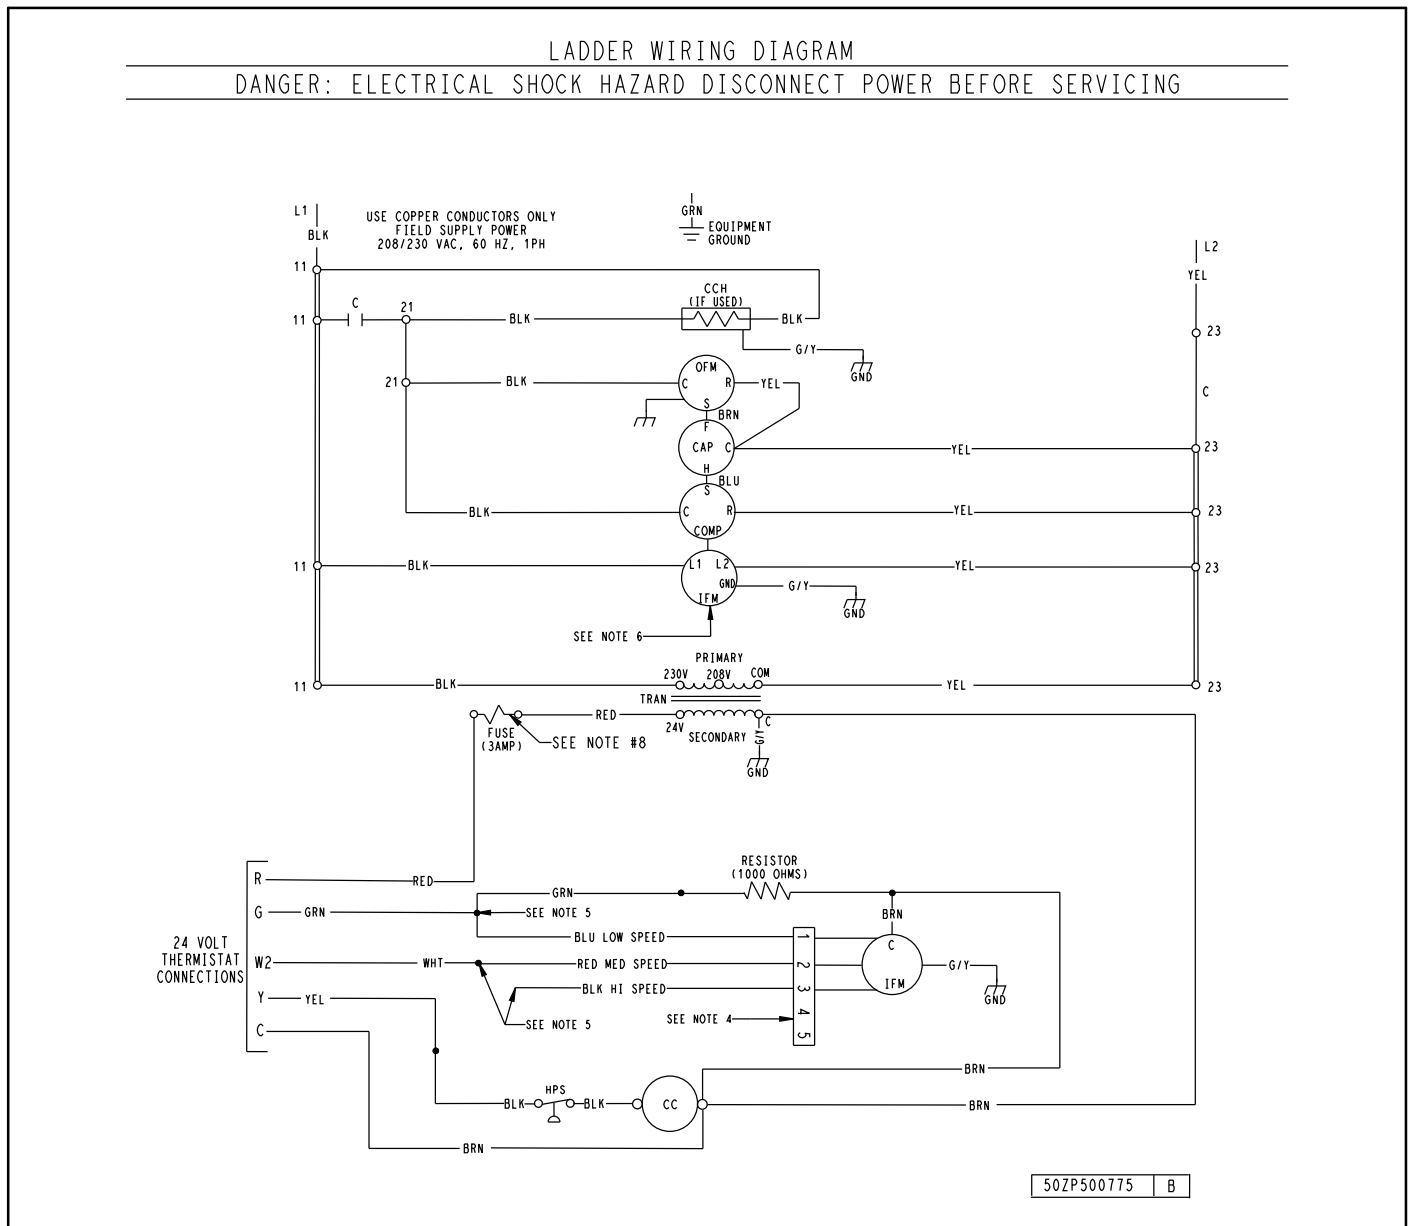 LADDER WIRING DIAGRAM
DANGER: ELECTRICAL SHOCK HAZARD DISCONNECT POWER BEFORE SERVICING
L1
BLK
USE COPPER CONDUCTORS ONLY
FIELD SUPPLY POWER
208/230 VAC, 60 HZ, 1PH
GRN
EQUIPMENT
GROUND
L2
YEL
11
CCH
(IF USED)
11
C
21
BLK
BLK
23
G/Y
GND
21
BLK
OFM
C
R
S
YEL
BRN
C
F
CAP
C
H
YEL
23
BLU
S
BLK
C
R
COMP
YEL
23
11
BLK
L1
L2
GND
IFM
YEL
23
G/Y
GND
SEE NOTE 6
PRIMARY
230V
208V
COM
11
BLK
YEL
23
TRAN
RED
24V
SECONDARY
C
G/Y
GND
FUSE
(3AMP)
SEE NOTE #8
RESISTOR
(1000 OHMS)
R
RED
GRN
G
GRN
SEE NOTE 5
BRN
24 VOLT
THERMISTAT
CONNECTIONS
BLU LOW SPEED
1
C
W2
WHT
RED MED SPEED
2
G/Y
IFM
GND
BLK HI SPEED
3
Y
YEL
SEE NOTE 5
SEE NOTE 4
4
C
5
BRN
HPS
BLK
BLK
CC
BRN
BRN
50ZP500775
B